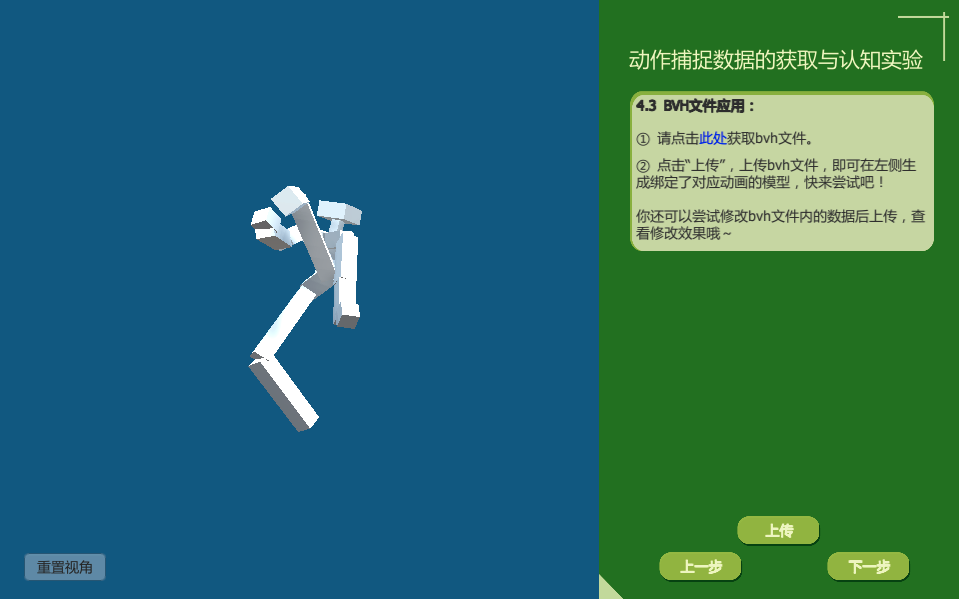 动作捕捉数据的获取与认知实验
4.3 BVH文件应用：
① 请点击此处获取bvh文件。
② 点击“上传”，上传bvh文件，即可在左侧生
成绑定了对应动画的模型，快来尝试吧！
你还可以尝试修改bvh文件内的数据后上传，查
看修改效果哦～
上传
重置视角
上一步
下一步